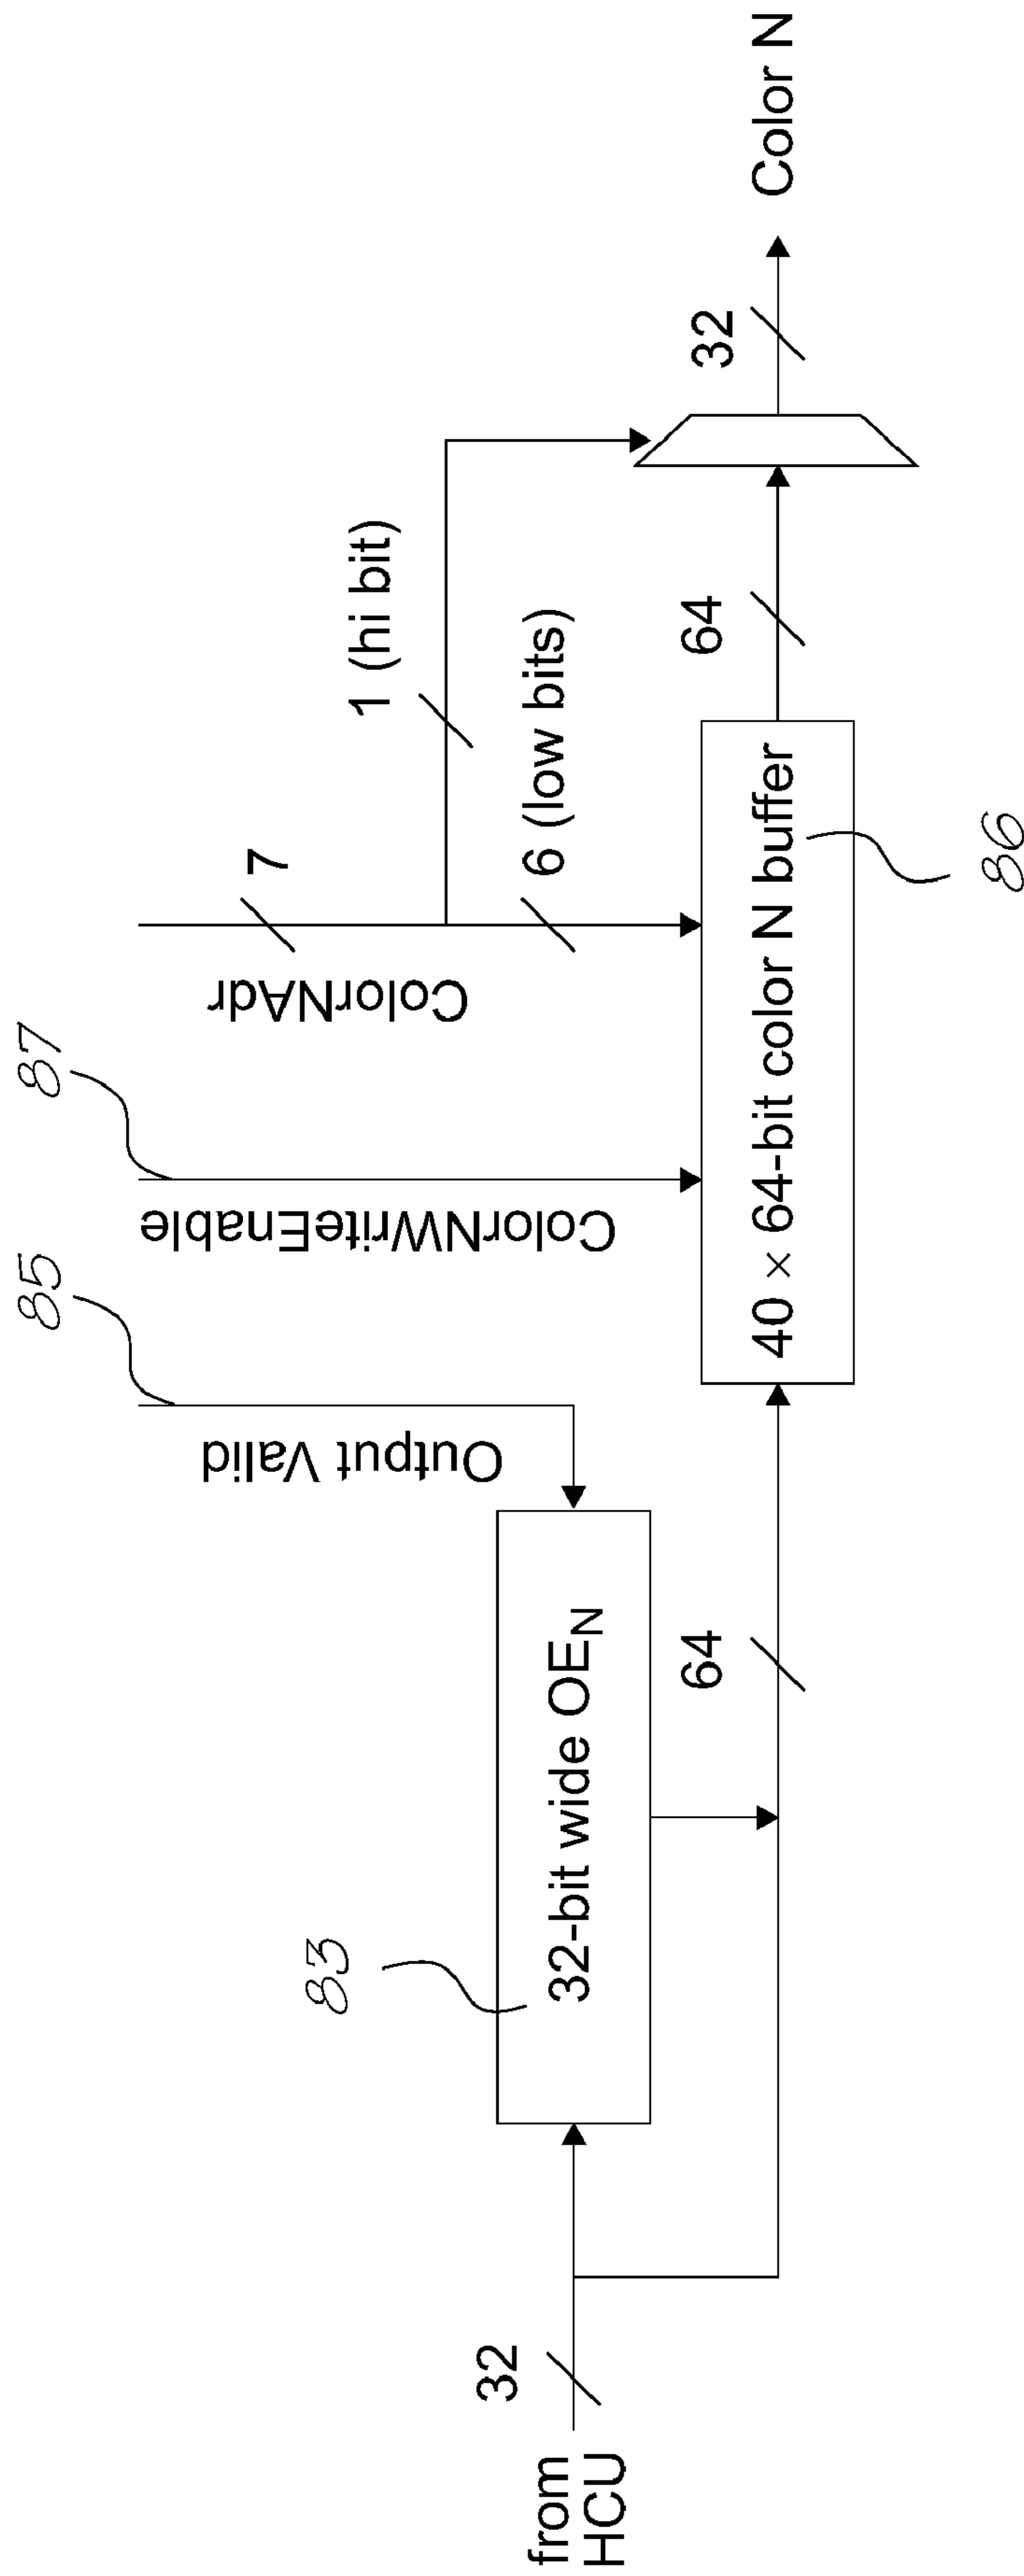 from
HCU
32
83
32-bit wide OE_N
Output Valid
85
64
ColorNWriteEnable
87
40 × 64-bit color N buffer
86
ColorNAdr
7
6 (low bits)
1 (hi bit)
64
32
Color N